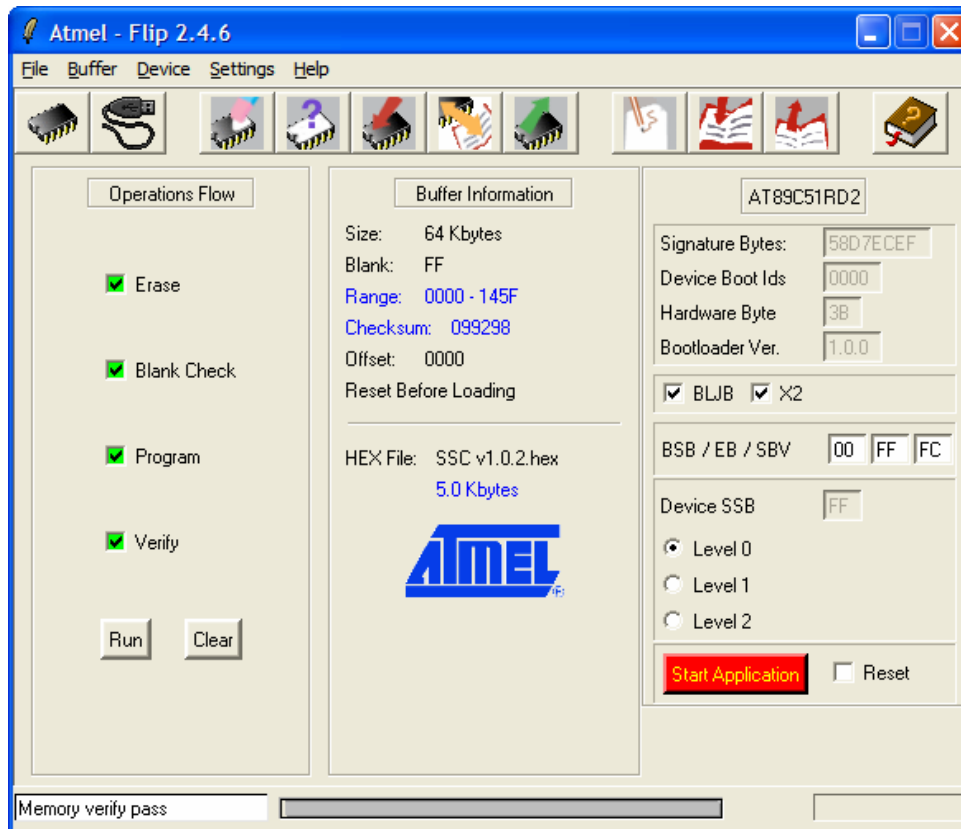 Atmel - Flip 2.4.6
File Buffer Device Settings Help
Operations Flow
Erase
Blank Check
Program
Verify
Run Clear
Buffer Information
Size: 64 Kbytes
Blank: FF
Range: 0000 - 145F
Checksum: 099298
Offset: 0000
Reset Before Loading
HEX File: SSC v1.0.2.hex
5.0 Kbytes
ATMEL ®
AT89C51RD2
Signature Bytes: 58D7ECEF
Device Boot Ids 0000
Hardware Byte 3B
Bootloader Ver. 1.0.0
BLJB X2
BSB / EB / SBV 00 FF FC
Device SSB FF
Level 0
Level 1
Level 2
Start Application Reset
Memory verify pass